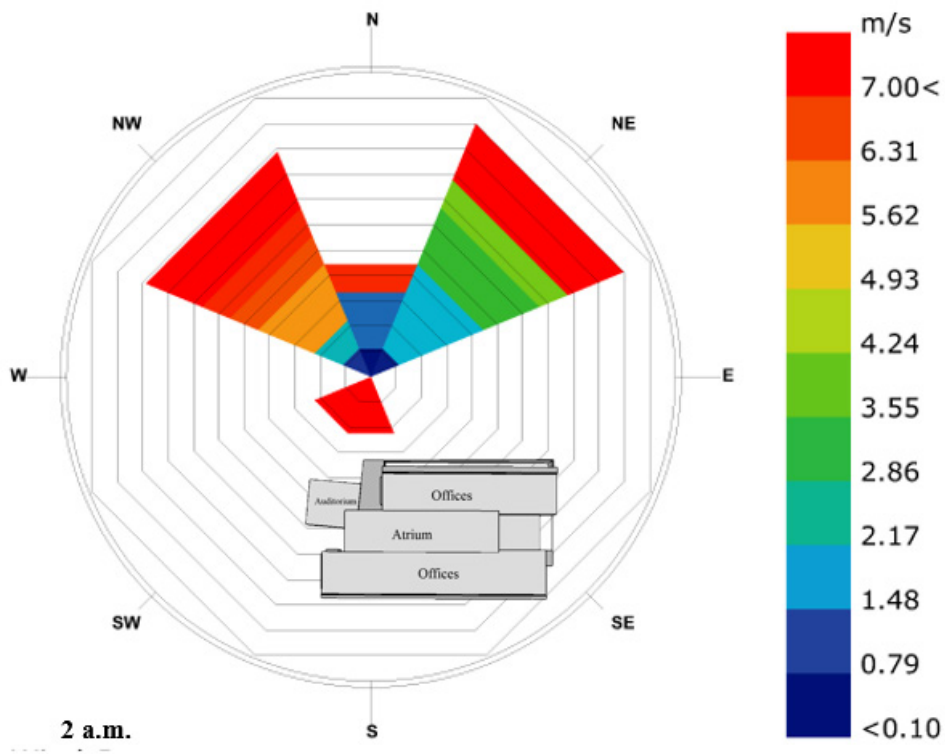 N
m/s
7.00<
NW
NE
6.31
5.62
4.93
4.24
W
E
3.55
2.86
Auditorium
Offices
2.17
Atrium
1.48
Offices
SW
SE
0.79
2 a.m.
S
<0.10